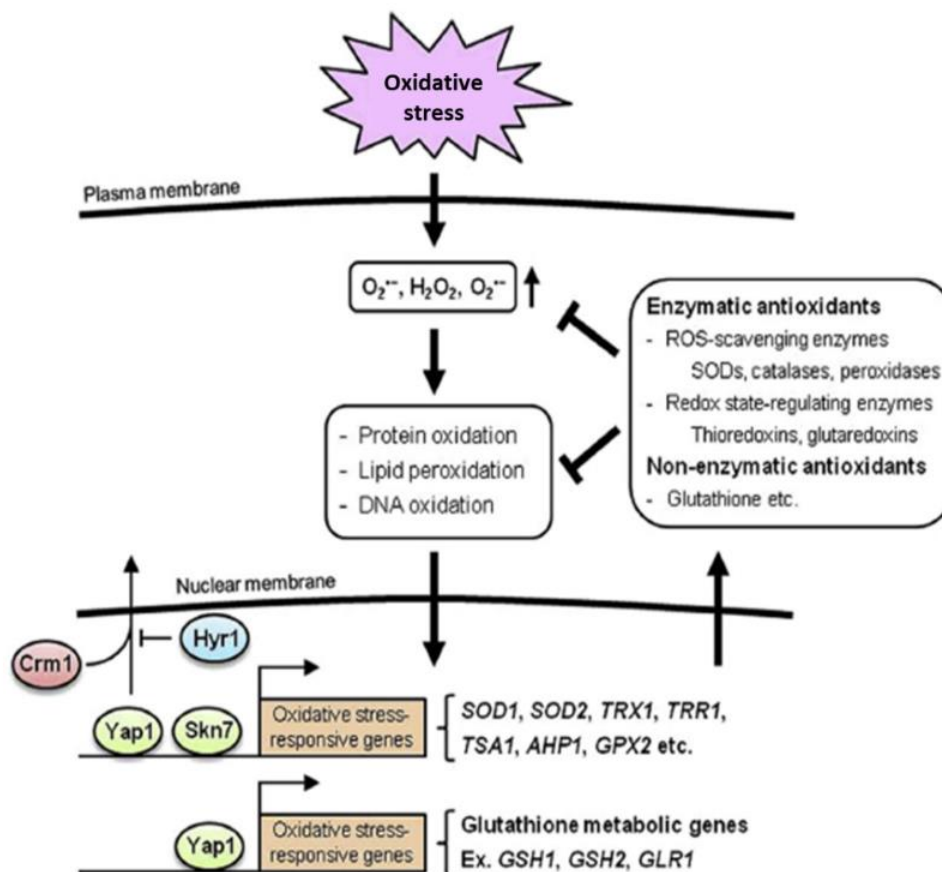 Oxidative
stress
Plasma membrane
O₂•–, H₂O₂, O₂•–
Enzymatic antioxidants
- ROS-scavenging enzymes
SODs, catalases, peroxidases
- Redox state-regulating enzymes
Thioredoxins, glutaredoxins
Non-enzymatic antioxidants
- Glutathione etc.
- Protein oxidation
- Lipid peroxidation
- DNA oxidation
Nuclear membrane
Crm1
Hyr1
Yap1
Skn7
Oxidative stress-
responsive genes
SOD1, SOD2, TRX1, TRR1,
TSA1, AHP1, GPX2 etc.
Yap1
Oxidative stress-
responsive genes
Glutathione metabolic genes
Ex. GSH1, GSH2, GLR1